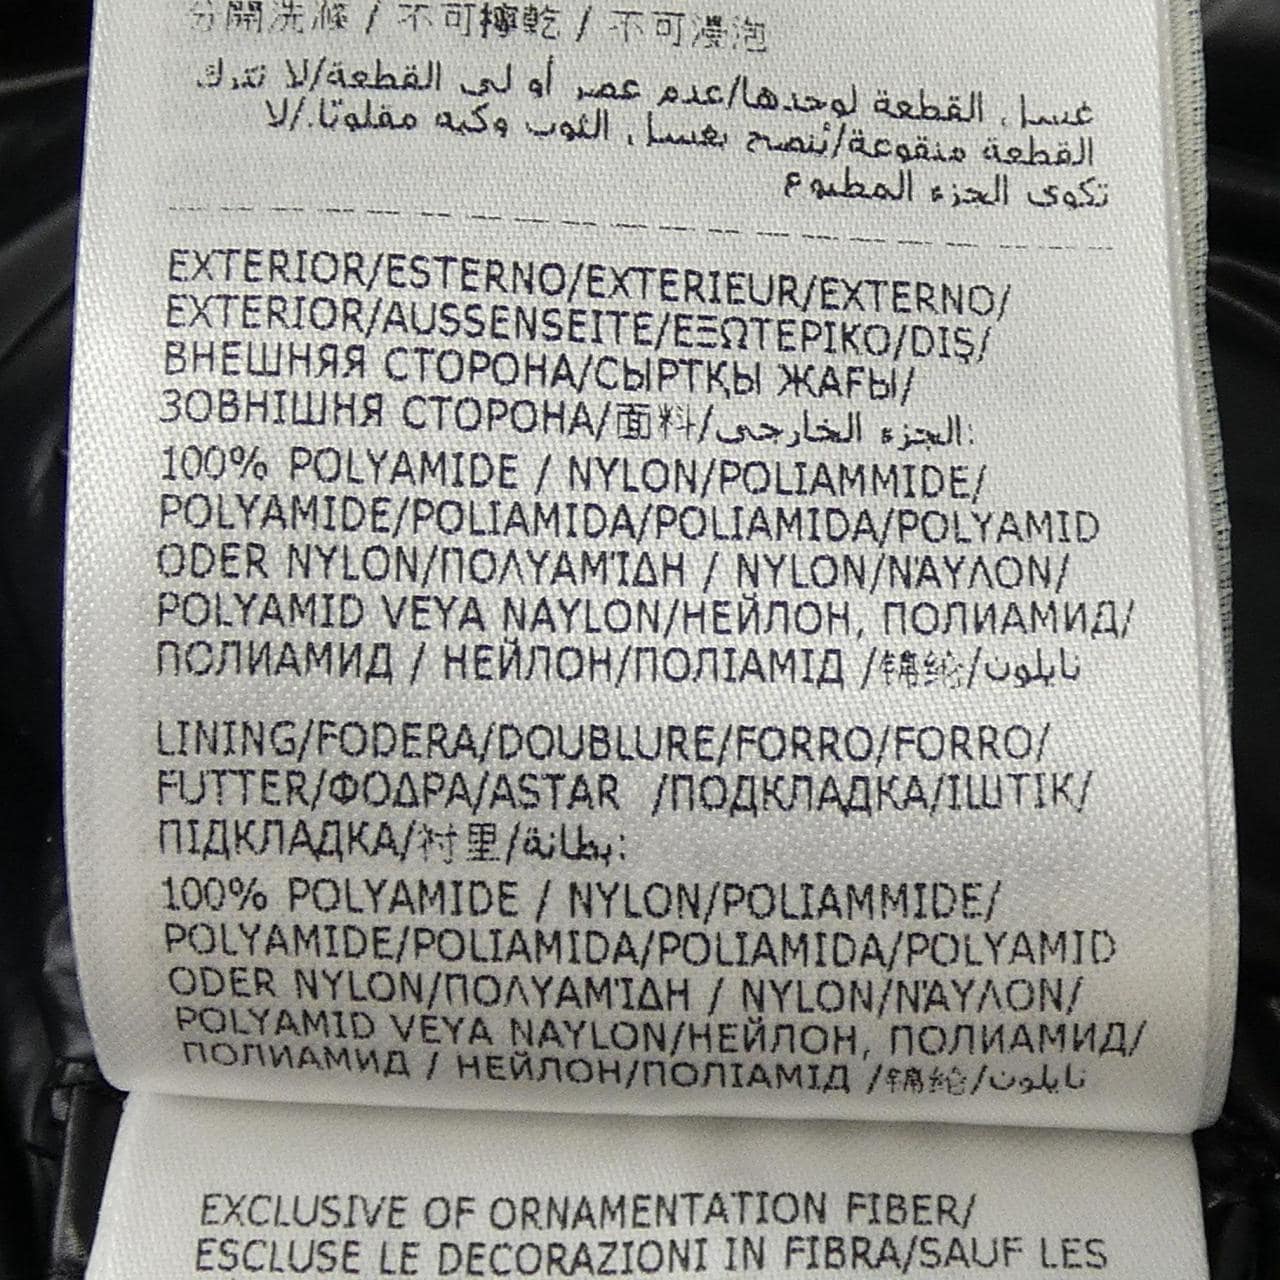 分開洗滌 / 不可擰乾 / 不可浸泡
غسل القطعة لوحدها/عدم عصر أو لي القطعة/لا تترك
القطعة منقوعة/يُنصح بغسل الثوب وكيه مقلوبًا./لا
تكوى الجزء المطبوع
EXTERIOR/ESTERNO/EXTERIEUR/EXTERNO/
EXTERIOR/AUSSENSEITE/ΕΞΩΤΕΡΙΚΟ/DIŞ/
ВНЕШНЯЯ СТОРОНА/СЫРТҚЫ ЖАҒЫ/
ЗОВНІШНЯ СТОРОНА/面料/الجزء الخارجي:
100% POLYAMIDE / NYLON/POLIAMMIDE/
POLYAMIDE/POLIAMIDA/POLIAMIDA/POLYAMID
ODER NYLON/ΠΟΛΥΑΜΊΔΗ / NYLON/ΝΆΥΛΟΝ/
POLYAMID VEYA NAYLON/НЕЙЛОН, ПОЛИАМИД/
ПОЛИАМИД / НЕЙЛОН/ПОЛІАМІД /锦纶/نايلون
LINING/FODERA/DOUBLURE/FORRO/FORRO/
FUTTER/ΦΟΔΡΑ/ASTAR /ПОДКЛАДКА/ІШТІК/
ПІДКЛАДКА/衬里/بطانة:
100% POLYAMIDE / NYLON/POLIAMMIDE/
POLYAMIDE/POLIAMIDA/POLIAMIDA/POLYAMID
ODER NYLON/ΠΟΛΥΑΜΊΔΗ / NYLON/ΝΆΥΛΟΝ/
POLYAMID VEYA NAYLON/НЕЙЛОН, ПОЛИАМИД/
ПОЛИАМИД / НЕЙЛОН/ПОЛІАМІД /锦纶/نايلون
EXCLUSIVE OF ORNAMENTATION FIBER/
ESCLUSE LE DECORAZIONI IN FIBRA/SAUF LES